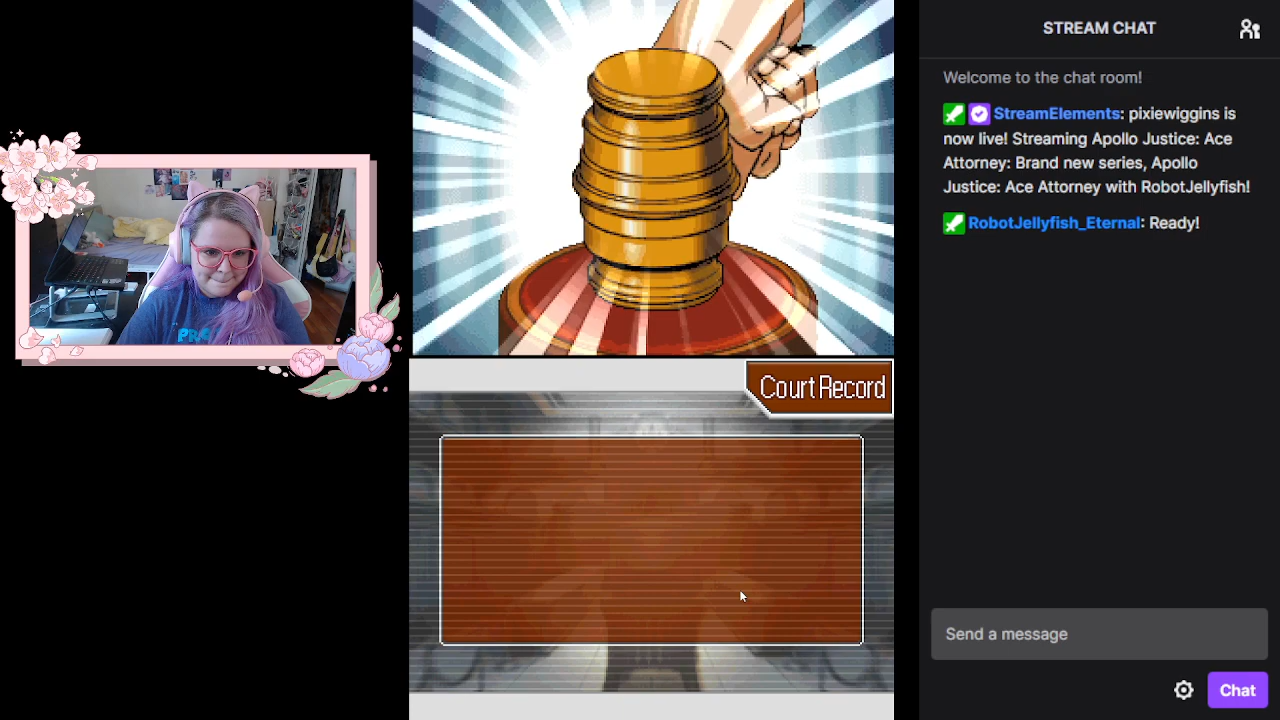 STREAM CHAT
Welcome to the chat room!
StreamElements: pixiewiggins is
now live! Streaming Apollo Justice: Ace
Attorney: Brand new series, Apollo
Justice: Ace Attorney with RobotJellyfish!
RobotJellyfish_Eternal: Ready!
Court Record
Send a message
Chat